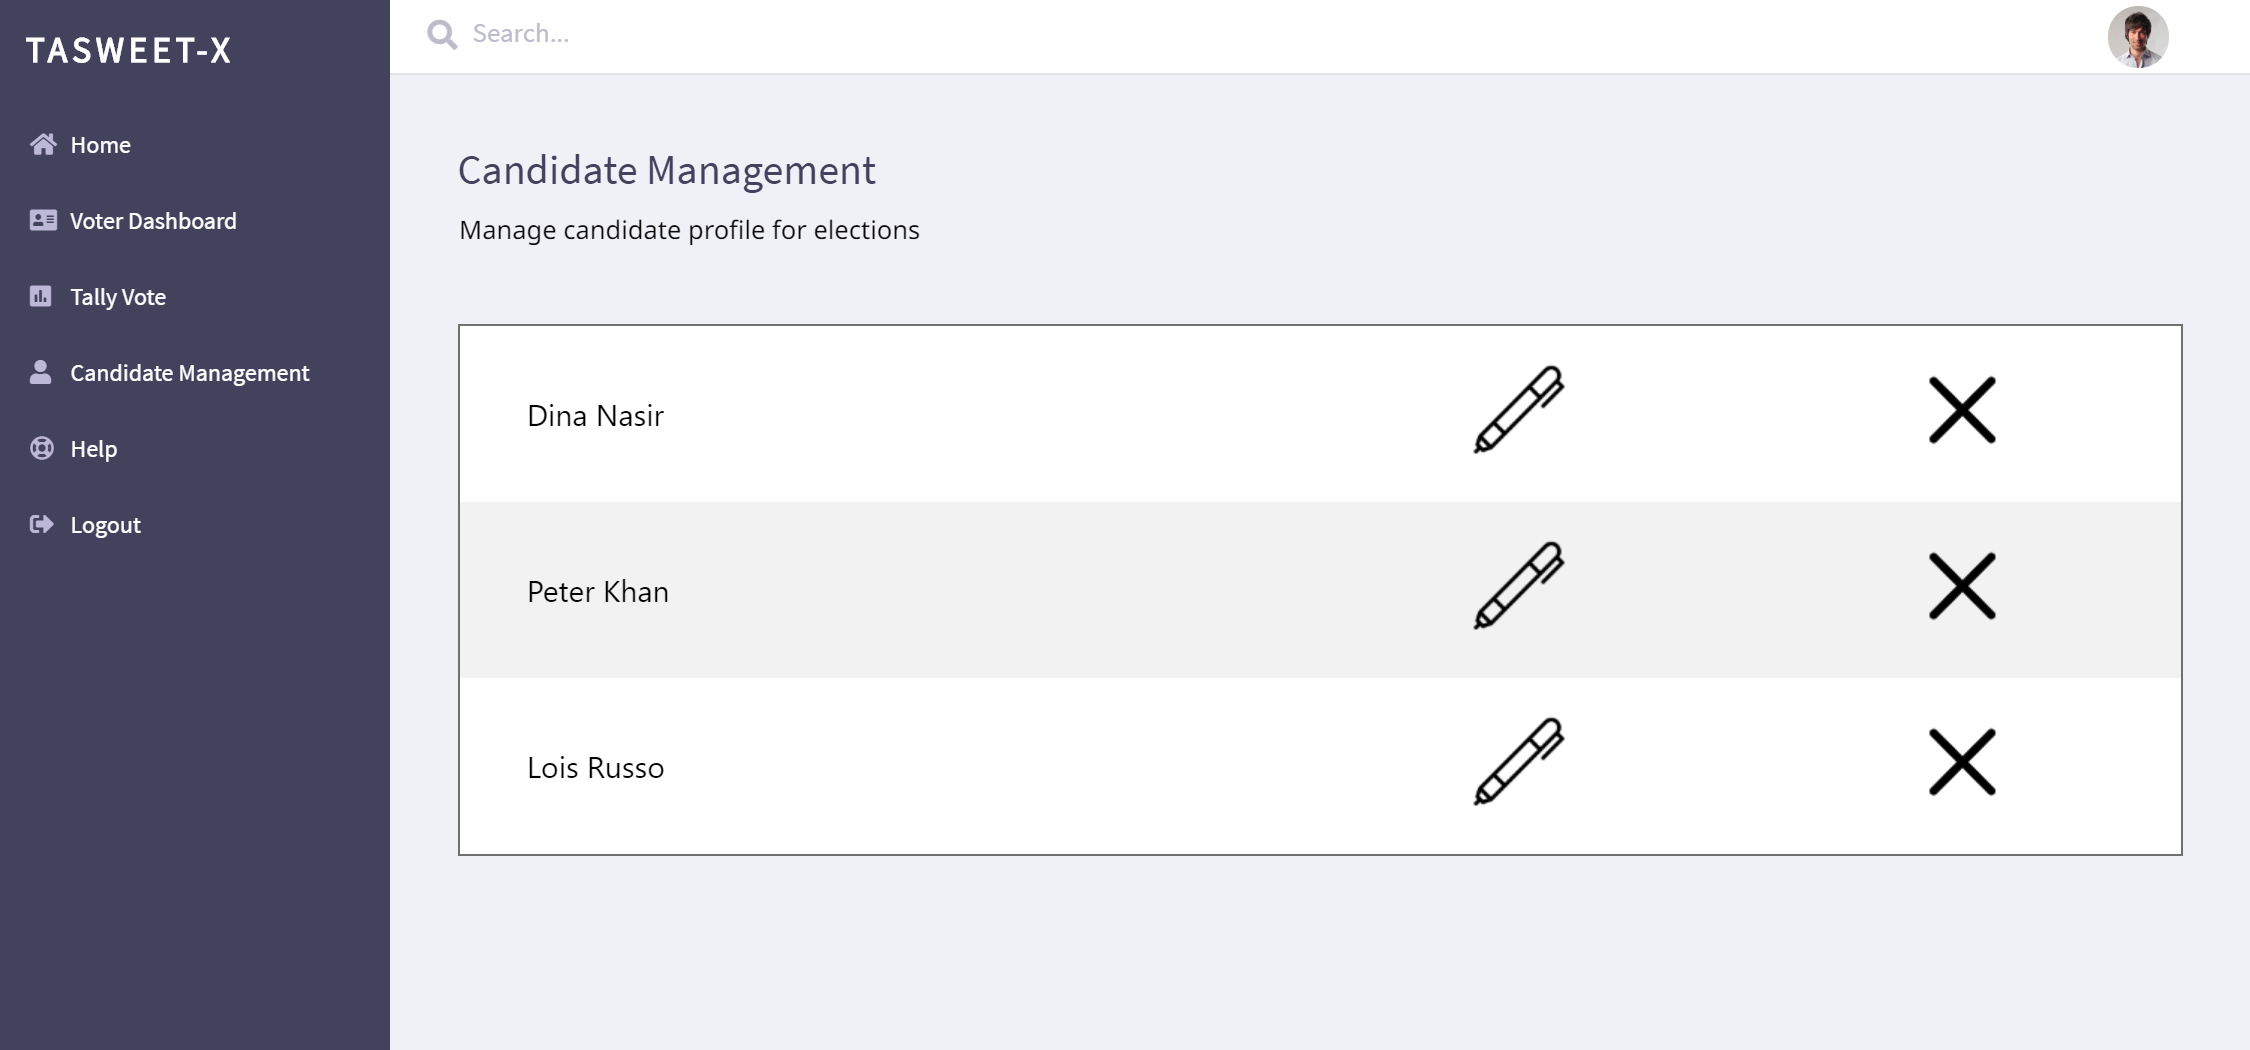 TASWEET-X
Search...
Home
Voter Dashboard
Tally Vote
Candidate Management
Help
Logout
Candidate Management
Manage candidate profile for elections
Dina Nasir
Peter Khan
Lois Russo